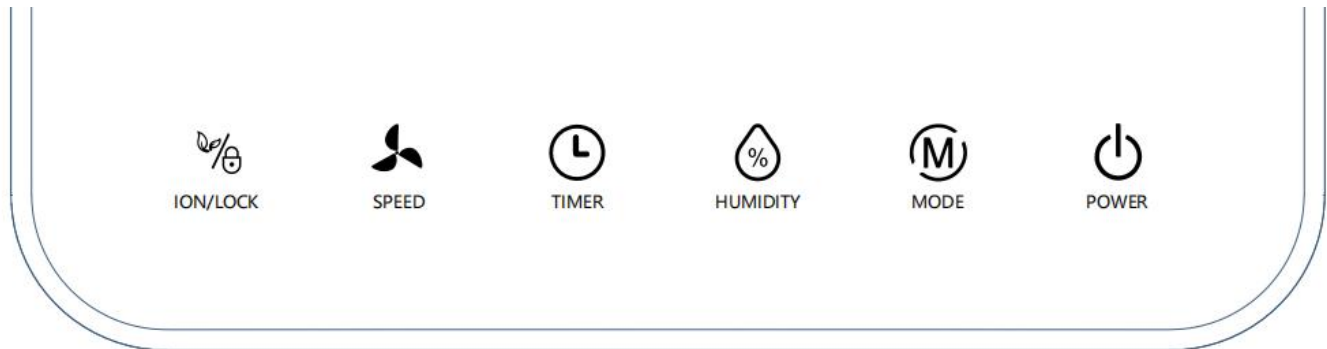 %
M
ION/LOCK
SPEED
TIMER
HUMIDITY
MODE
POWER